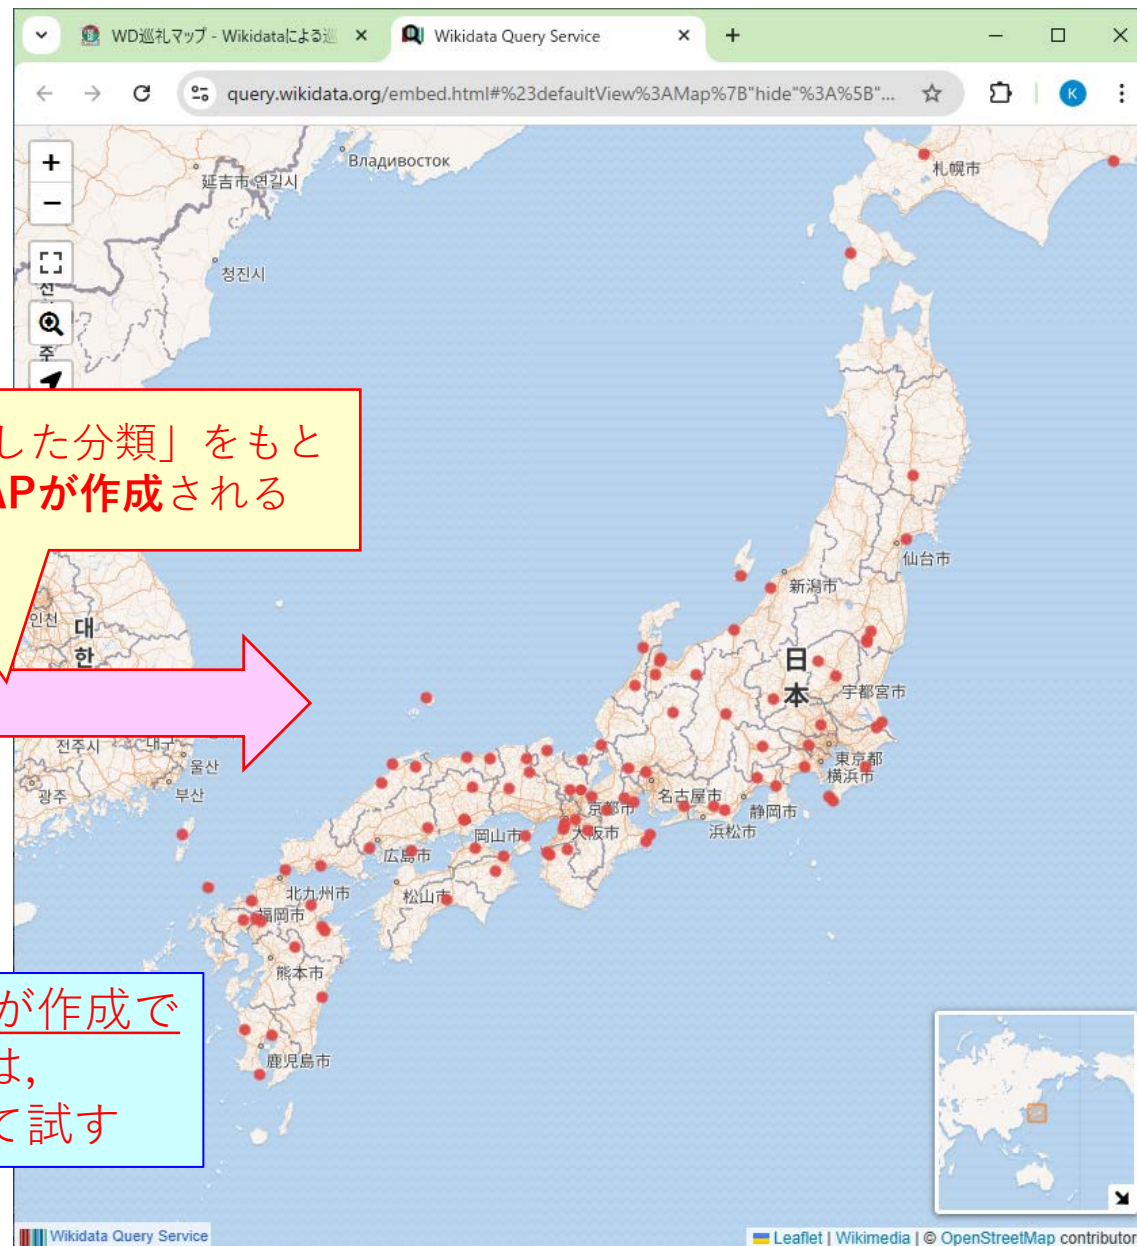 WD巡礼マップ - Wikidataによる巡
Wikidata Query Service
query.wikidata.org/embed.html#%23defaultView%3AMap%7B"hide"%3A%5B"...
K
Владивосток
延吉市 연길시
札幌市
청진시
선
주
した分類」をもと
APが作成される
仙台市
新潟市
인천
대
한
日
本
宇都宮市
전주시
대구
울산
광주
부산
東京都
横浜市
名古屋市
静岡市
京都市
浜松市
大阪市
岡山市
広島市
松山市
北九州市
福岡市
熊本市
鹿児島市
が作成で
は,
て試す
Wikidata Query Service
Leaflet | Wikimedia | © OpenStreetMap contributor